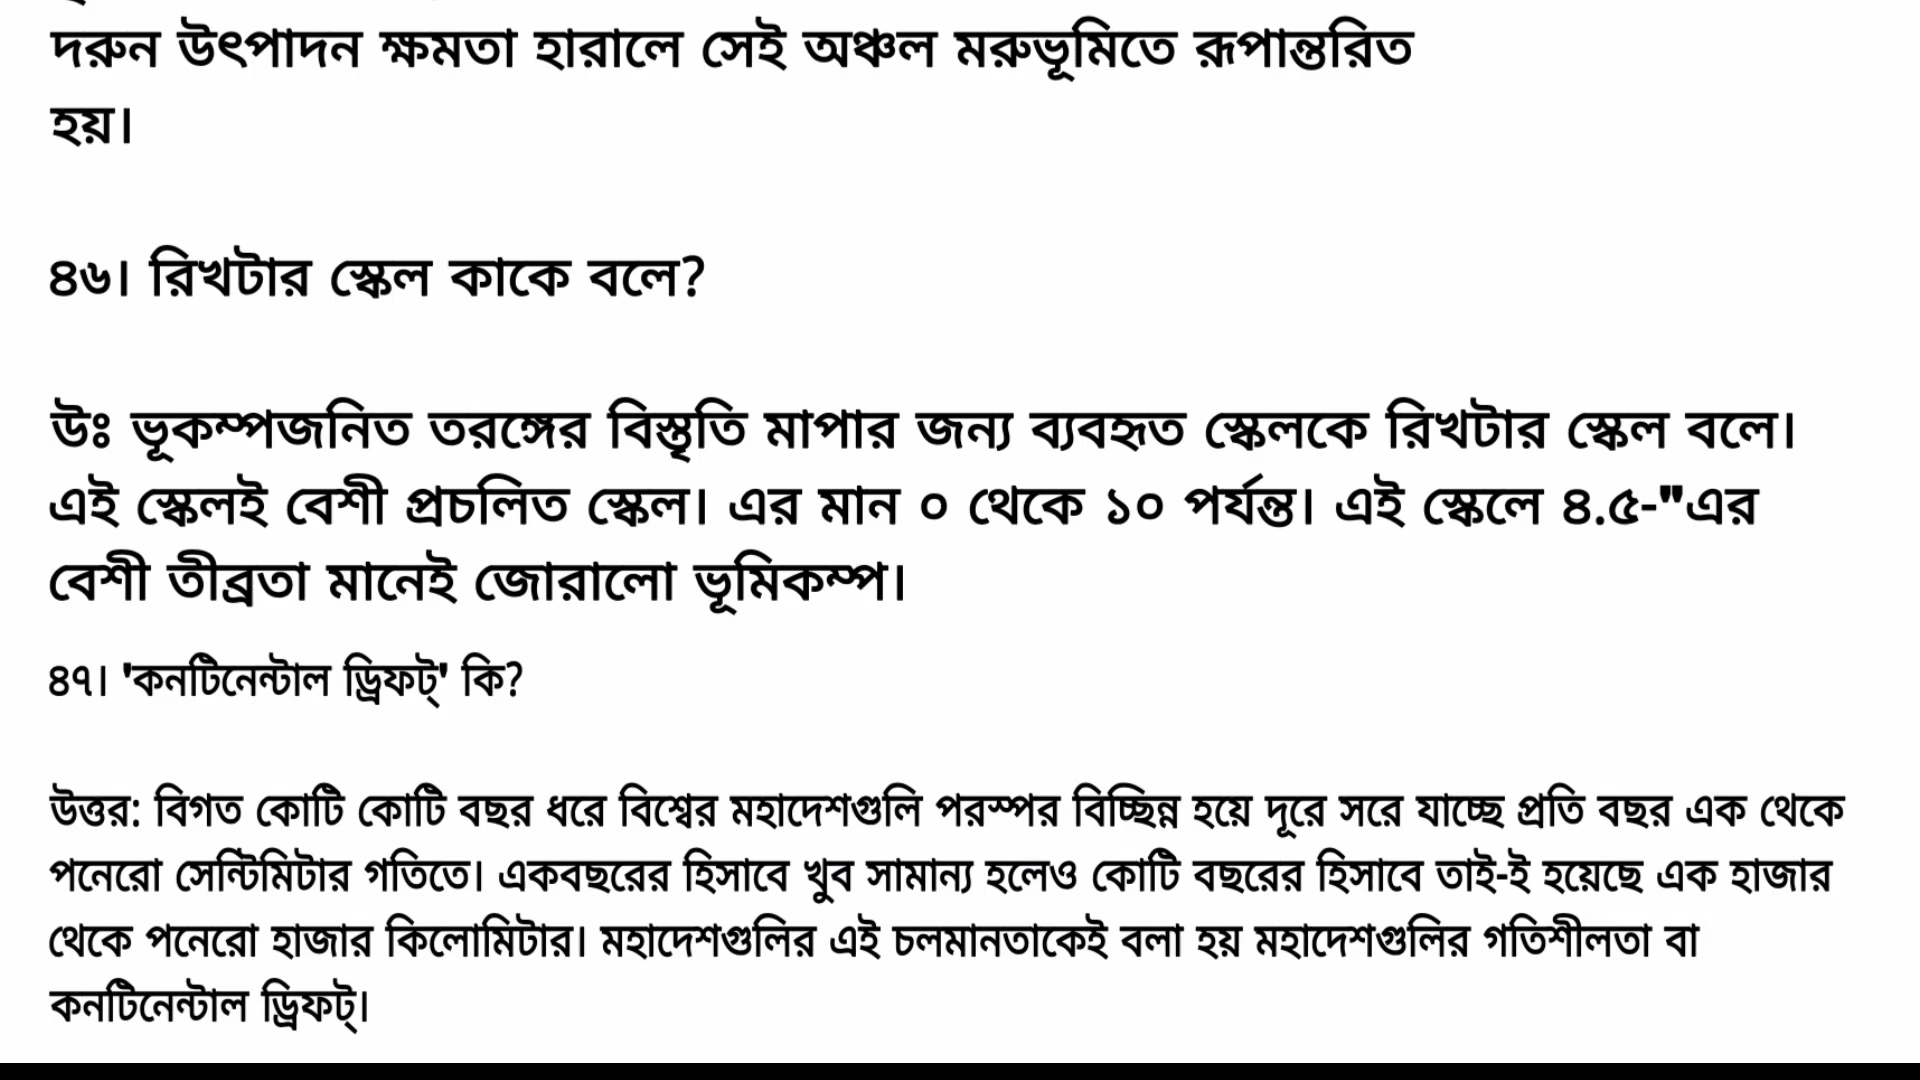 দরুন উৎপাদন ক্ষমতা হারালে সেই অঞ্চল মরুভূমিতে রূপান্তরিত
হয়।
৪৬। রিখটার স্কেল কাকে বলে?
উঃ ভূকম্পজনিত তরঙ্গের বিস্তৃতি মাপার জন্য ব্যবহৃত স্কেলকে রিখটার স্কেল বলে।
এই স্কেলই বেশী প্রচলিত স্কেল। এর মান ০ থেকে ১০ পর্যন্ত। এই স্কেলে ৪.৫-"এর
বেশী তীব্রতা মানেই জোরালো ভূমিকম্প।
৪৭। 'কনটিনেন্টাল ড্রিফট্' কি?
উত্তর: বিগত কোটি কোটি বছর ধরে বিশ্বের মহাদেশগুলি পরস্পর বিচ্ছিন্ন হয়ে দূরে সরে যাচ্ছে প্রতি বছর এক থেকে
পনেরো সেন্টিমিটার গতিতে। একবছরের হিসাবে খুব সামান্য হলেও কোটি বছরের হিসাবে তাই-ই হয়েছে এক হাজার
থেকে পনেরো হাজার কিলোমিটার। মহাদেশগুলির এই চলমানতাকেই বলা হয় মহাদেশগুলির গতিশীলতা বা
কনটিনেন্টাল ড্রিফট্।